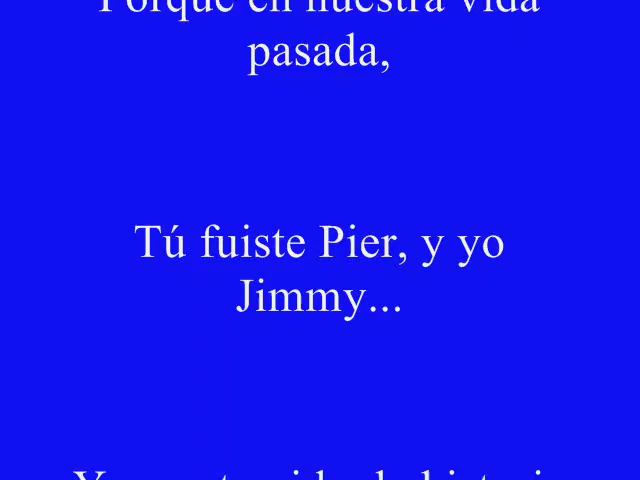 Porque en nuestra vida
pasada,
Tú fuiste Pier, y yo
Jimmy...